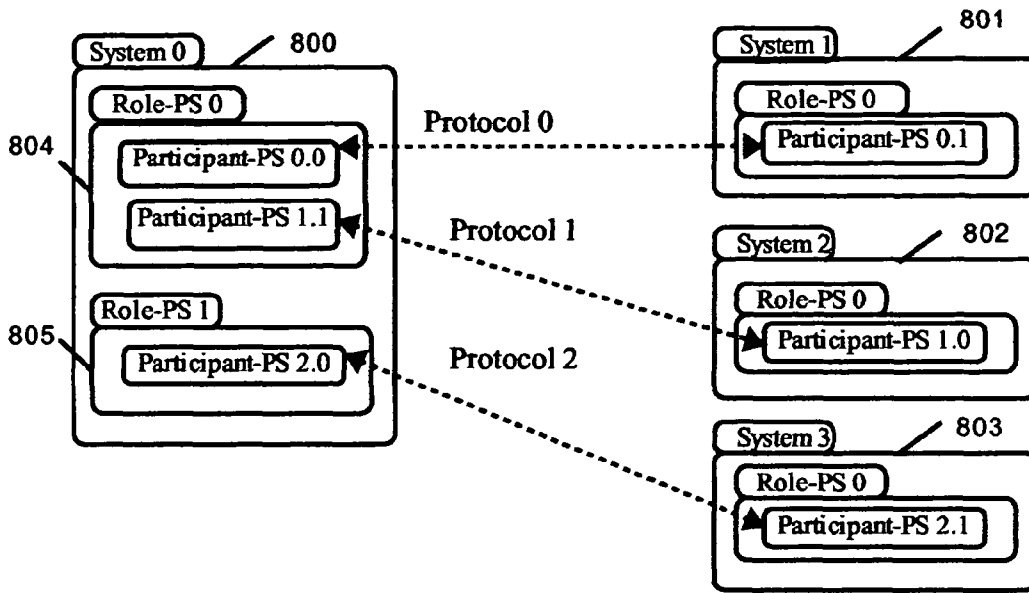 System 0
800
Role-PS 0
804
Participant-PS 0.0
Participant-PS 1.1
Role-PS 1
805
Participant-PS 2.0
Protocol 0
Protocol 1
Protocol 2
System 1
801
Role-PS 0
Participant-PS 0.1
System 2
802
Role-PS 0
Participant-PS 1.0
System 3
803
Role-PS 0
Participant-PS 2.1